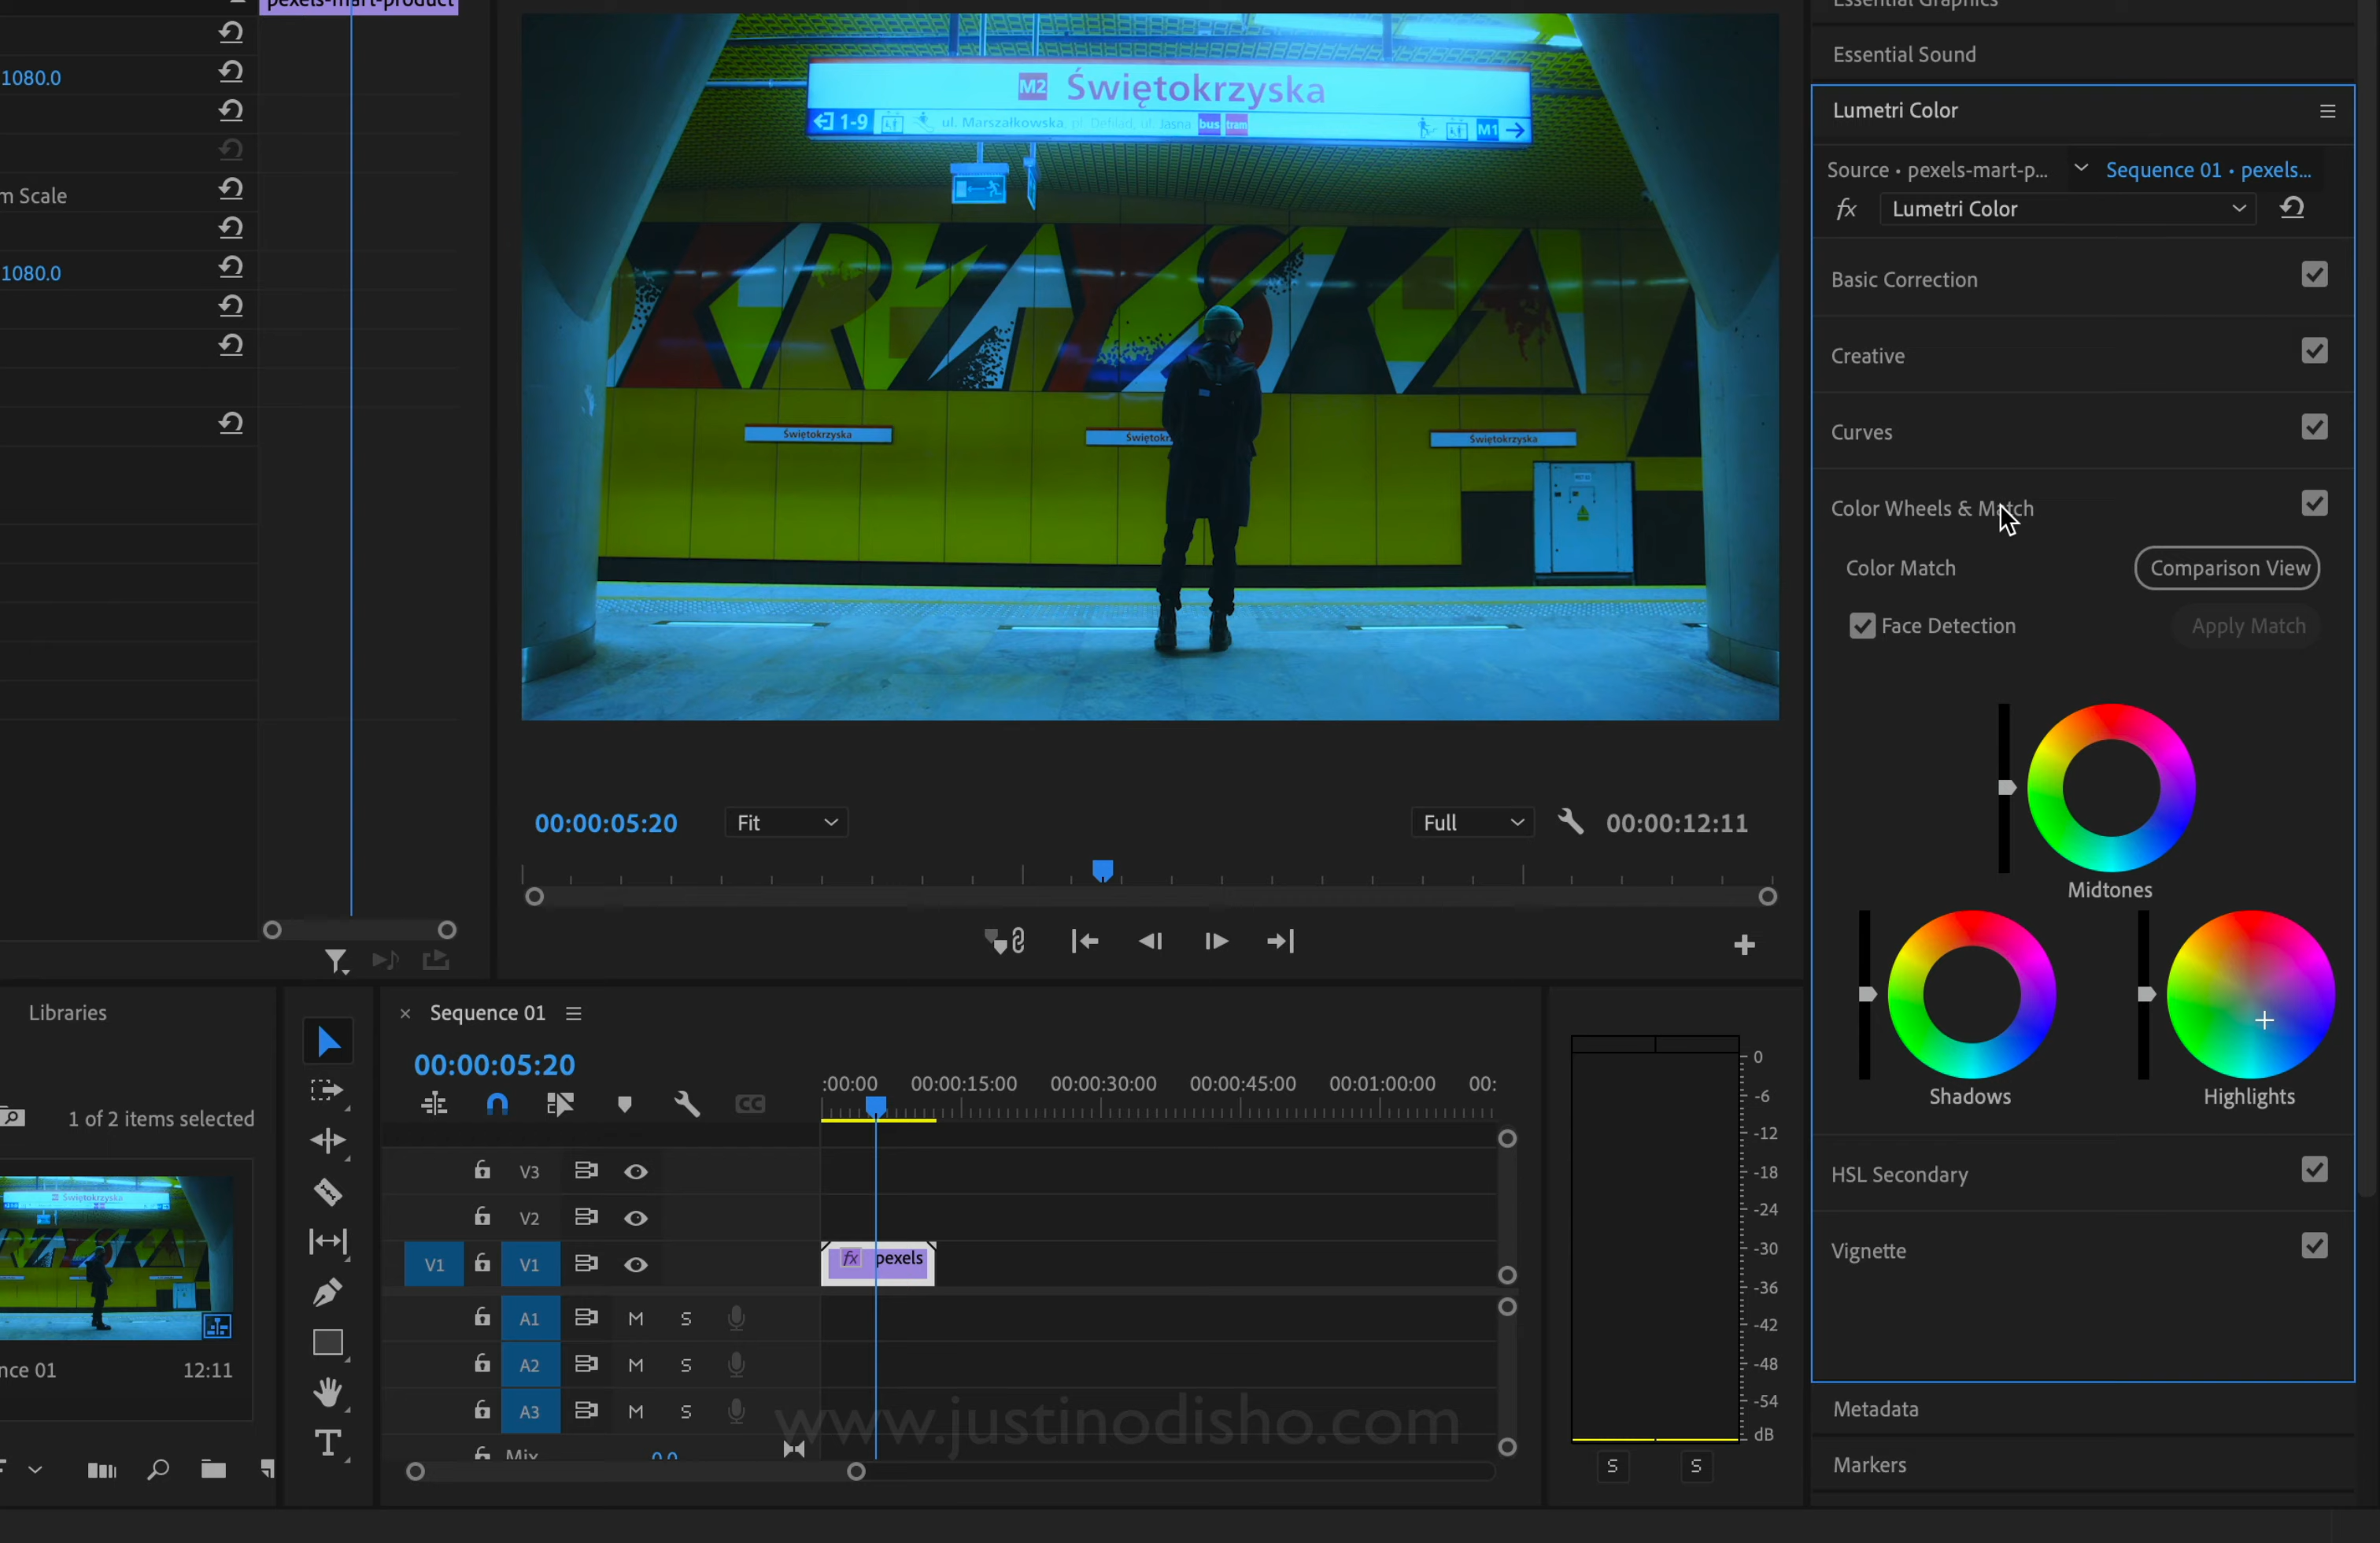 pexels-mart-product
1080.0
m Scale
1080.0
M2 Świętokrzyska
1-9 ul. Marszałkowska, pl. Defilad, ul. Jasna bus tram M1
KRZYSKA
Świętokrzyska
Świętokrz
Świętokrzyska
00:00:05:20
Fit
Full
00:00:12:11
Essential Graphics
Essential Sound
Lumetri Color
Source • pexels-mart-p...
Sequence 01 • pexels...
fx Lumetri Color
Basic Correction
Creative
Curves
Color Wheels & Match
Color Match
Comparison View
Face Detection
Apply Match
Midtones
Shadows
Highlights
HSL Secondary
Vignette
Metadata
Markers
Libraries
1 of 2 items selected
Świętokrzyska
nce 01
12:11
T
× Sequence 01
00:00:05:20
CC
:00:00 00:00:15:00 00:00:30:00 00:00:45:00 00:01:00:00 00:
V3
V2
V1 V1
fx pexels
A1 M S
A2 M S
A3 M S
Mix 0.0
www.justinodisho.com
0
-6
-12
-18
-24
-30
-36
-42
-48
-54
dB
S S